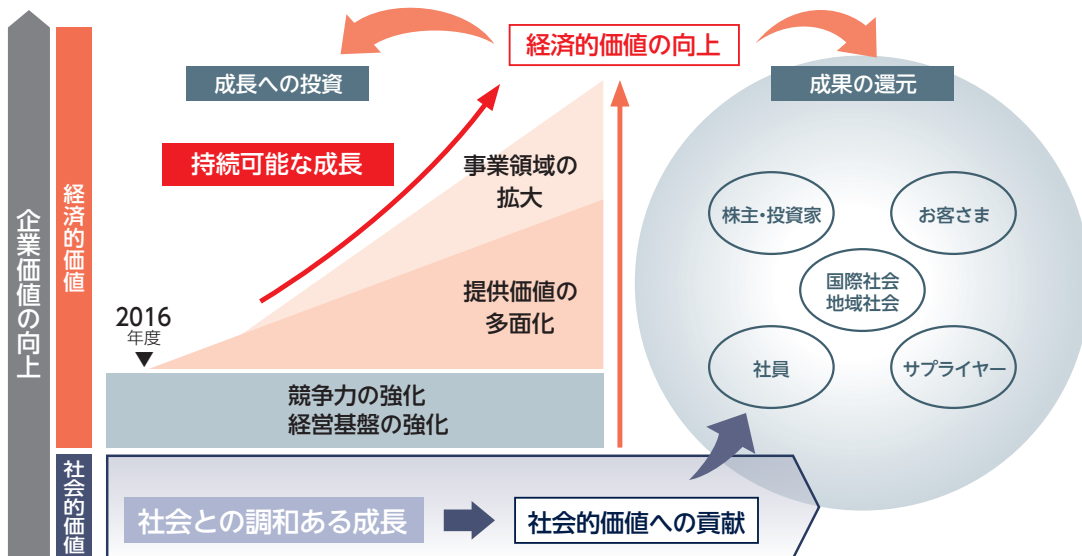 企業価値の向上
経済的価値
社会的価値
経済的価値の向上
成長への投資
成果の還元
持続可能な成長
事業領域の
拡大
提供価値の
多面化
2016
年度
競争力の強化
経営基盤の強化
株主・投資家
お客さま
国際社会
地域社会
社員
サプライヤー
社会との調和ある成長
社会的価値への貢献